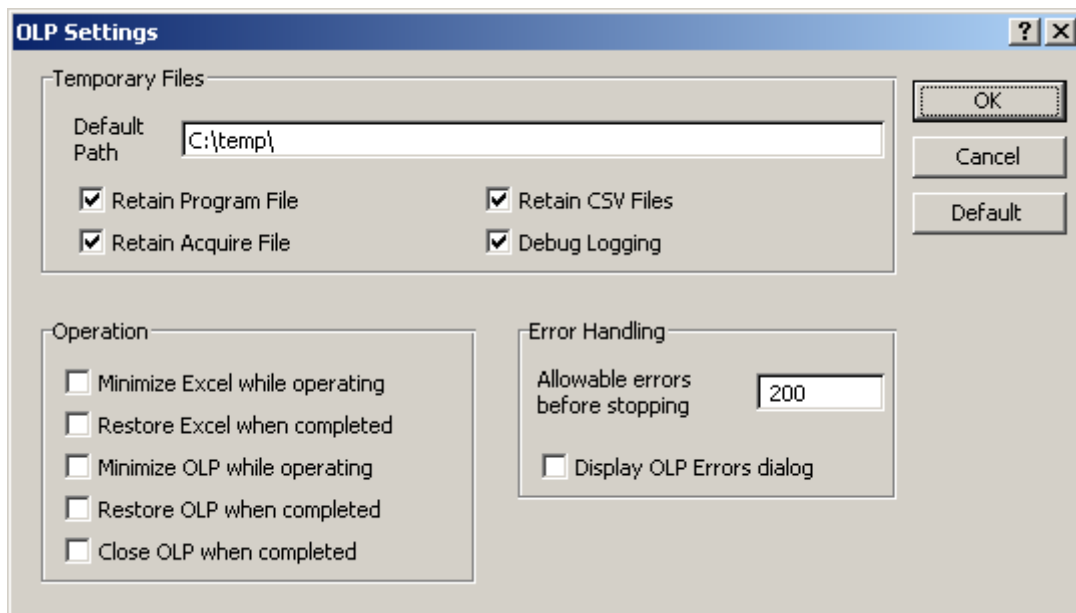 OLP Settings
Temporary Files
Default
Path
C:\temp\
Retain Program File
Retain CSV Files
Retain Acquire File
Debug Logging
OK
Cancel
Default
Operation
Minimize Excel while operating
Restore Excel when completed
Minimize OLP while operating
Restore OLP when completed
Close OLP when completed
Error Handling
Allowable errors
before stopping
200
Display OLP Errors dialog